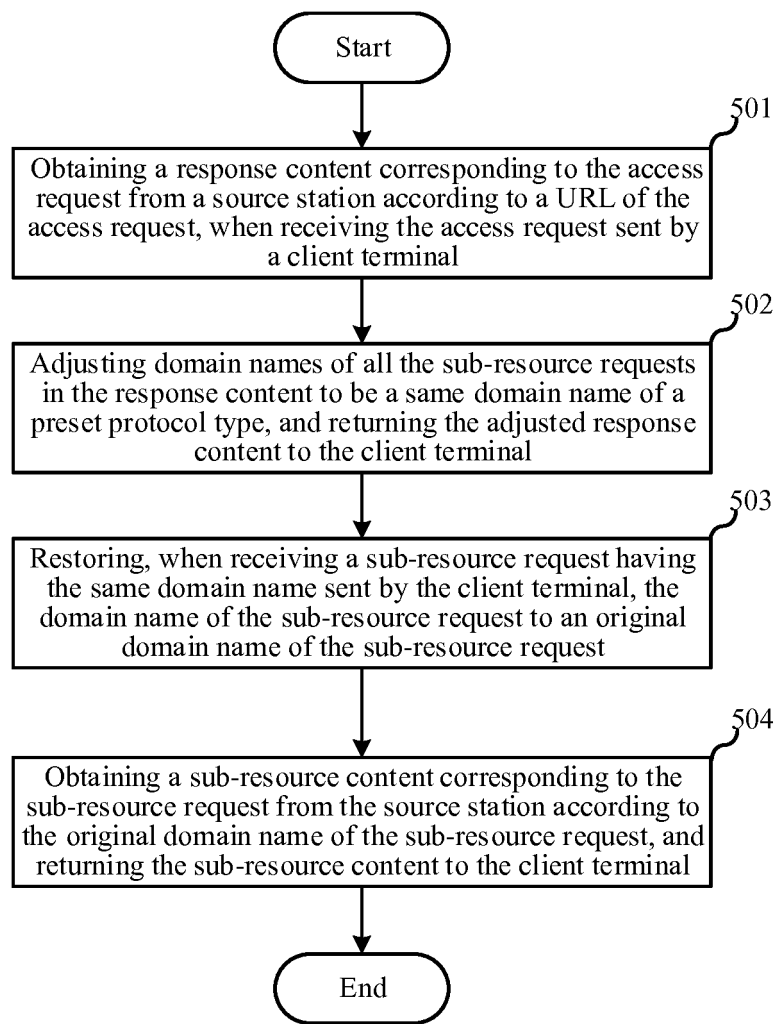 Start
501
Obtaining a response content corresponding to the access
request from a source station according to a URL of the
access request, when receiving the access request sent by
a client terminal
502
Adjusting domain names of all the sub-resource requests
in the response content to be a same domain name of a
preset protocol type, and returning the adjusted response
content to the client terminal
503
Restoring, when receiving a sub-resource request having
the same domain name sent by the client terminal, the
domain name of the sub-resource request to an original
domain name of the sub-resource request
504
Obtaining a sub-resource content corresponding to the
sub-resource request from the source station according to
the original domain name of the sub-resource request, and
returning the sub-resource content to the client terminal
End